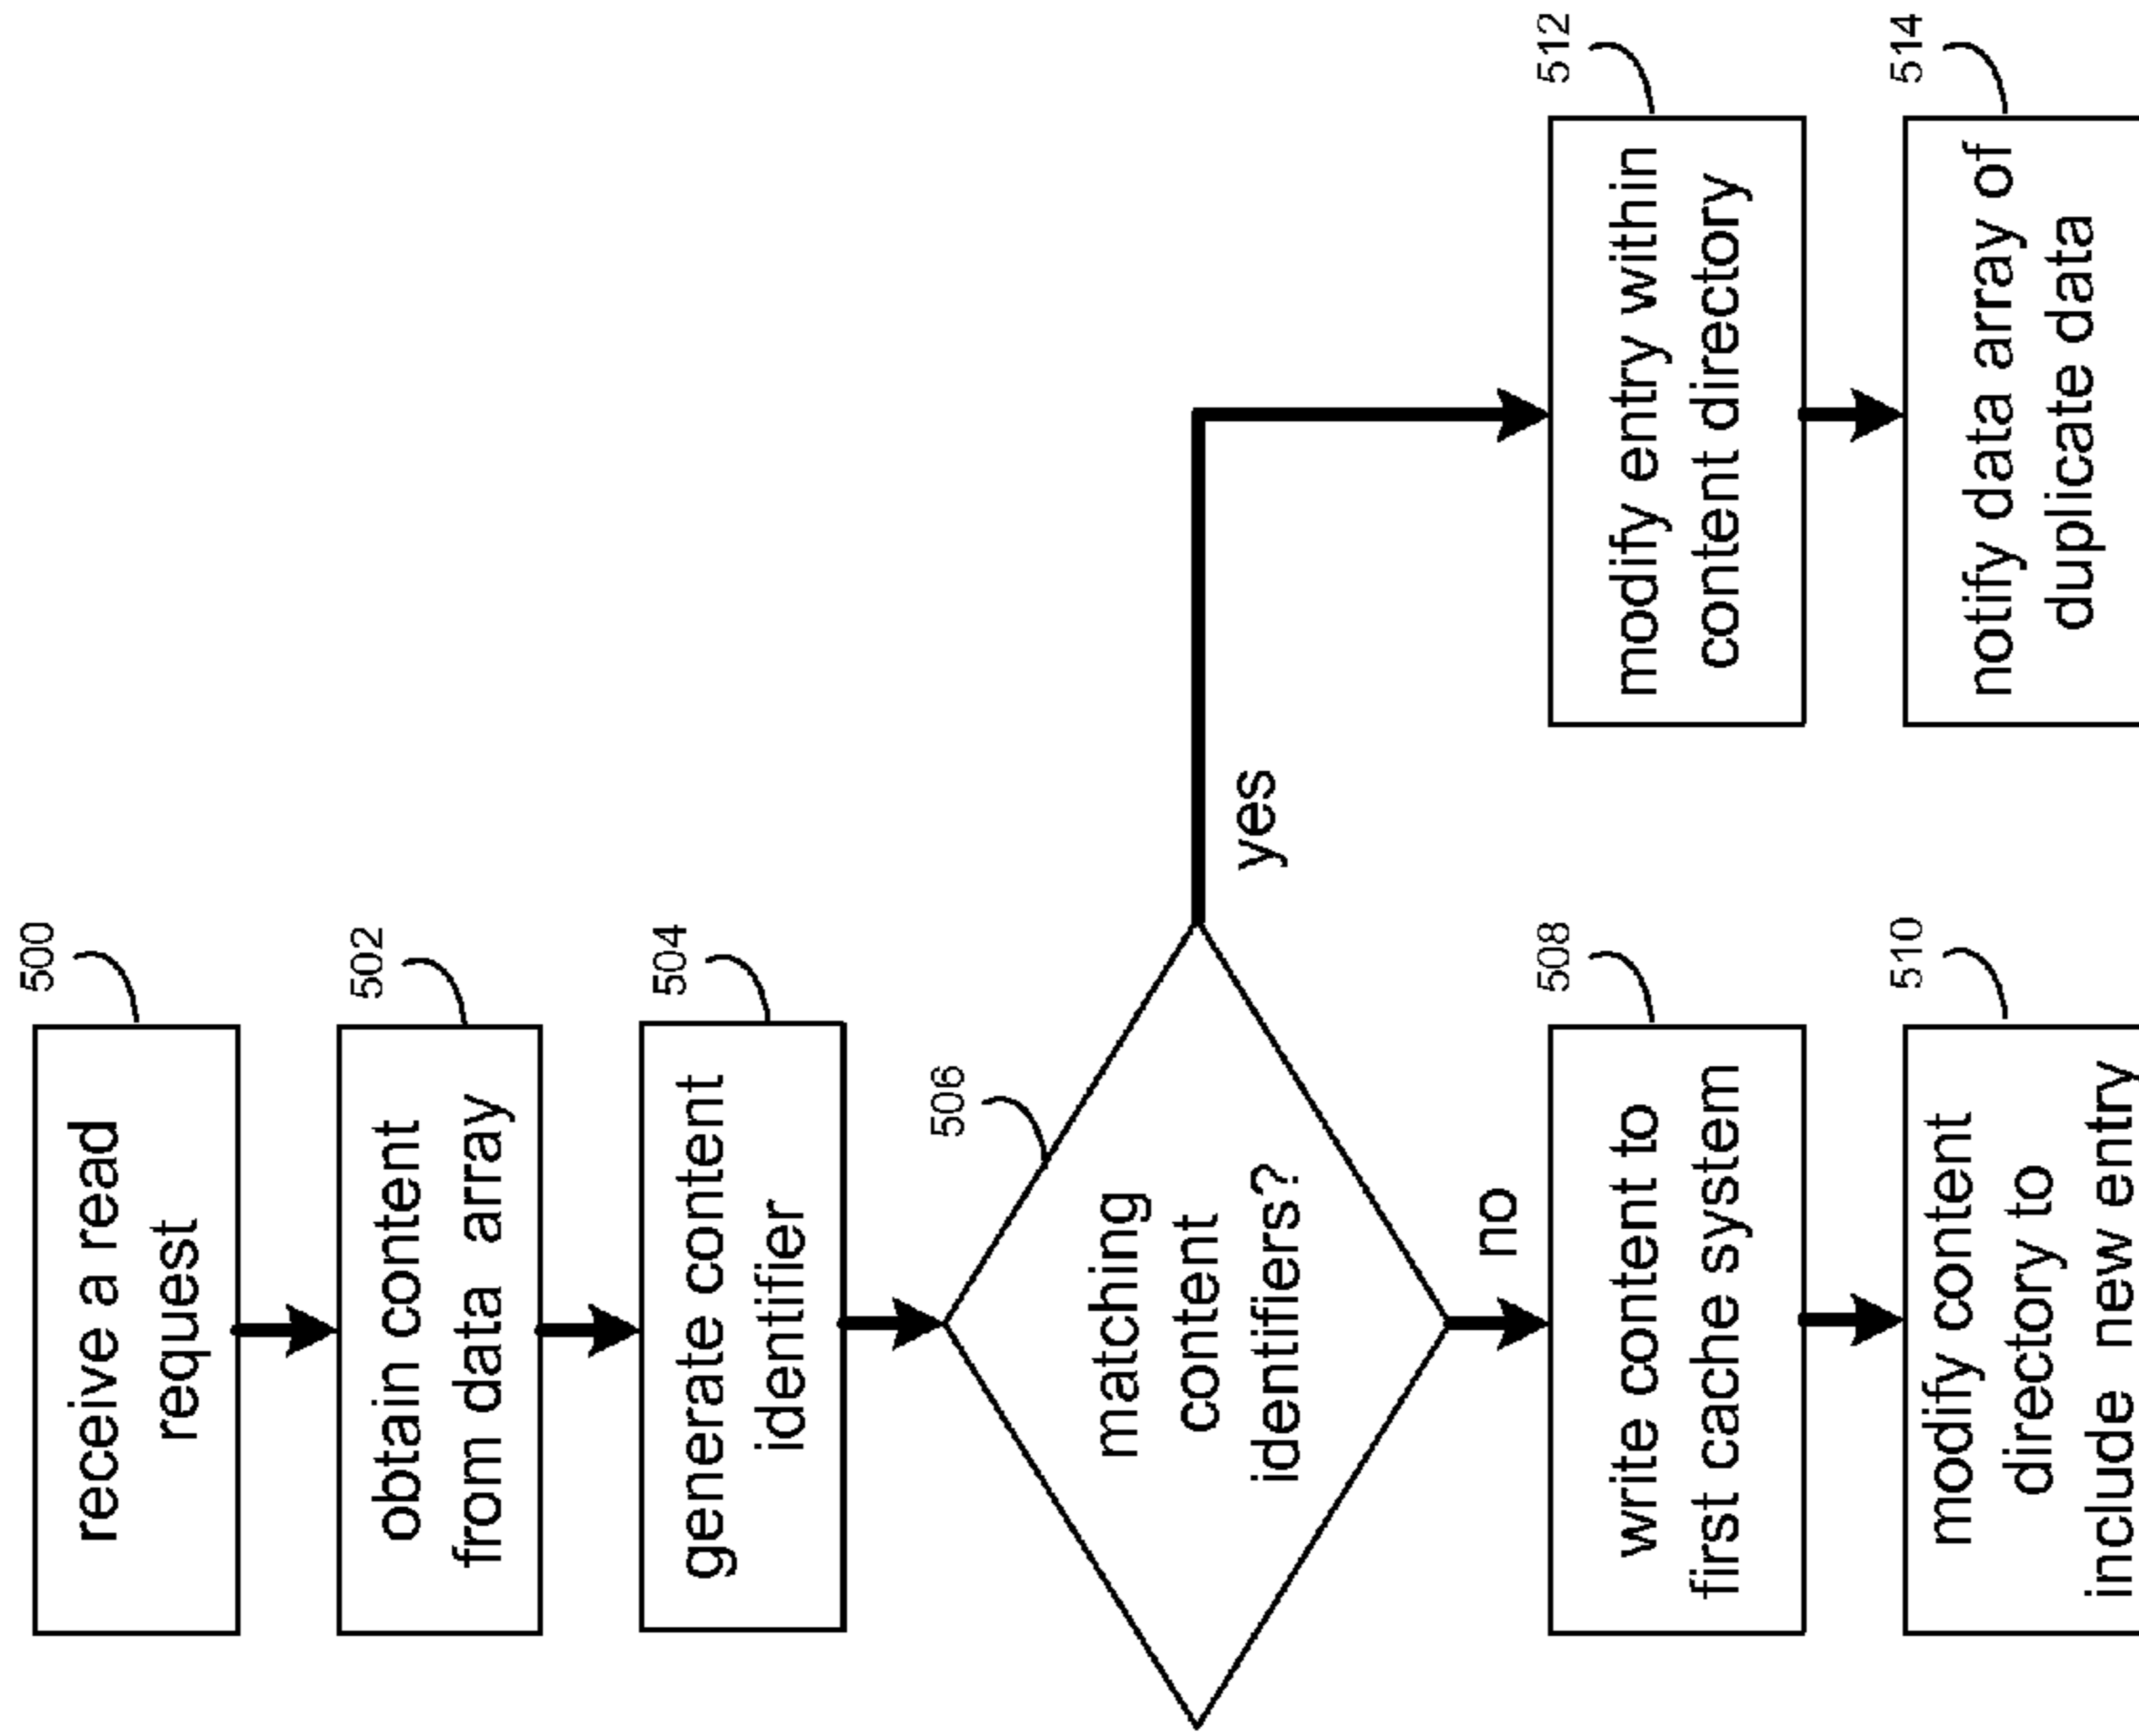 500
receive a read
request
502
obtain content
from data array
504
generate content
identifier
506
matching
content
identifiers?
yes
no
508
write content to
first cache system
510
modify content
directory to
include new entry
512
modify entry within
content directory
514
notify data array of
duplicate data